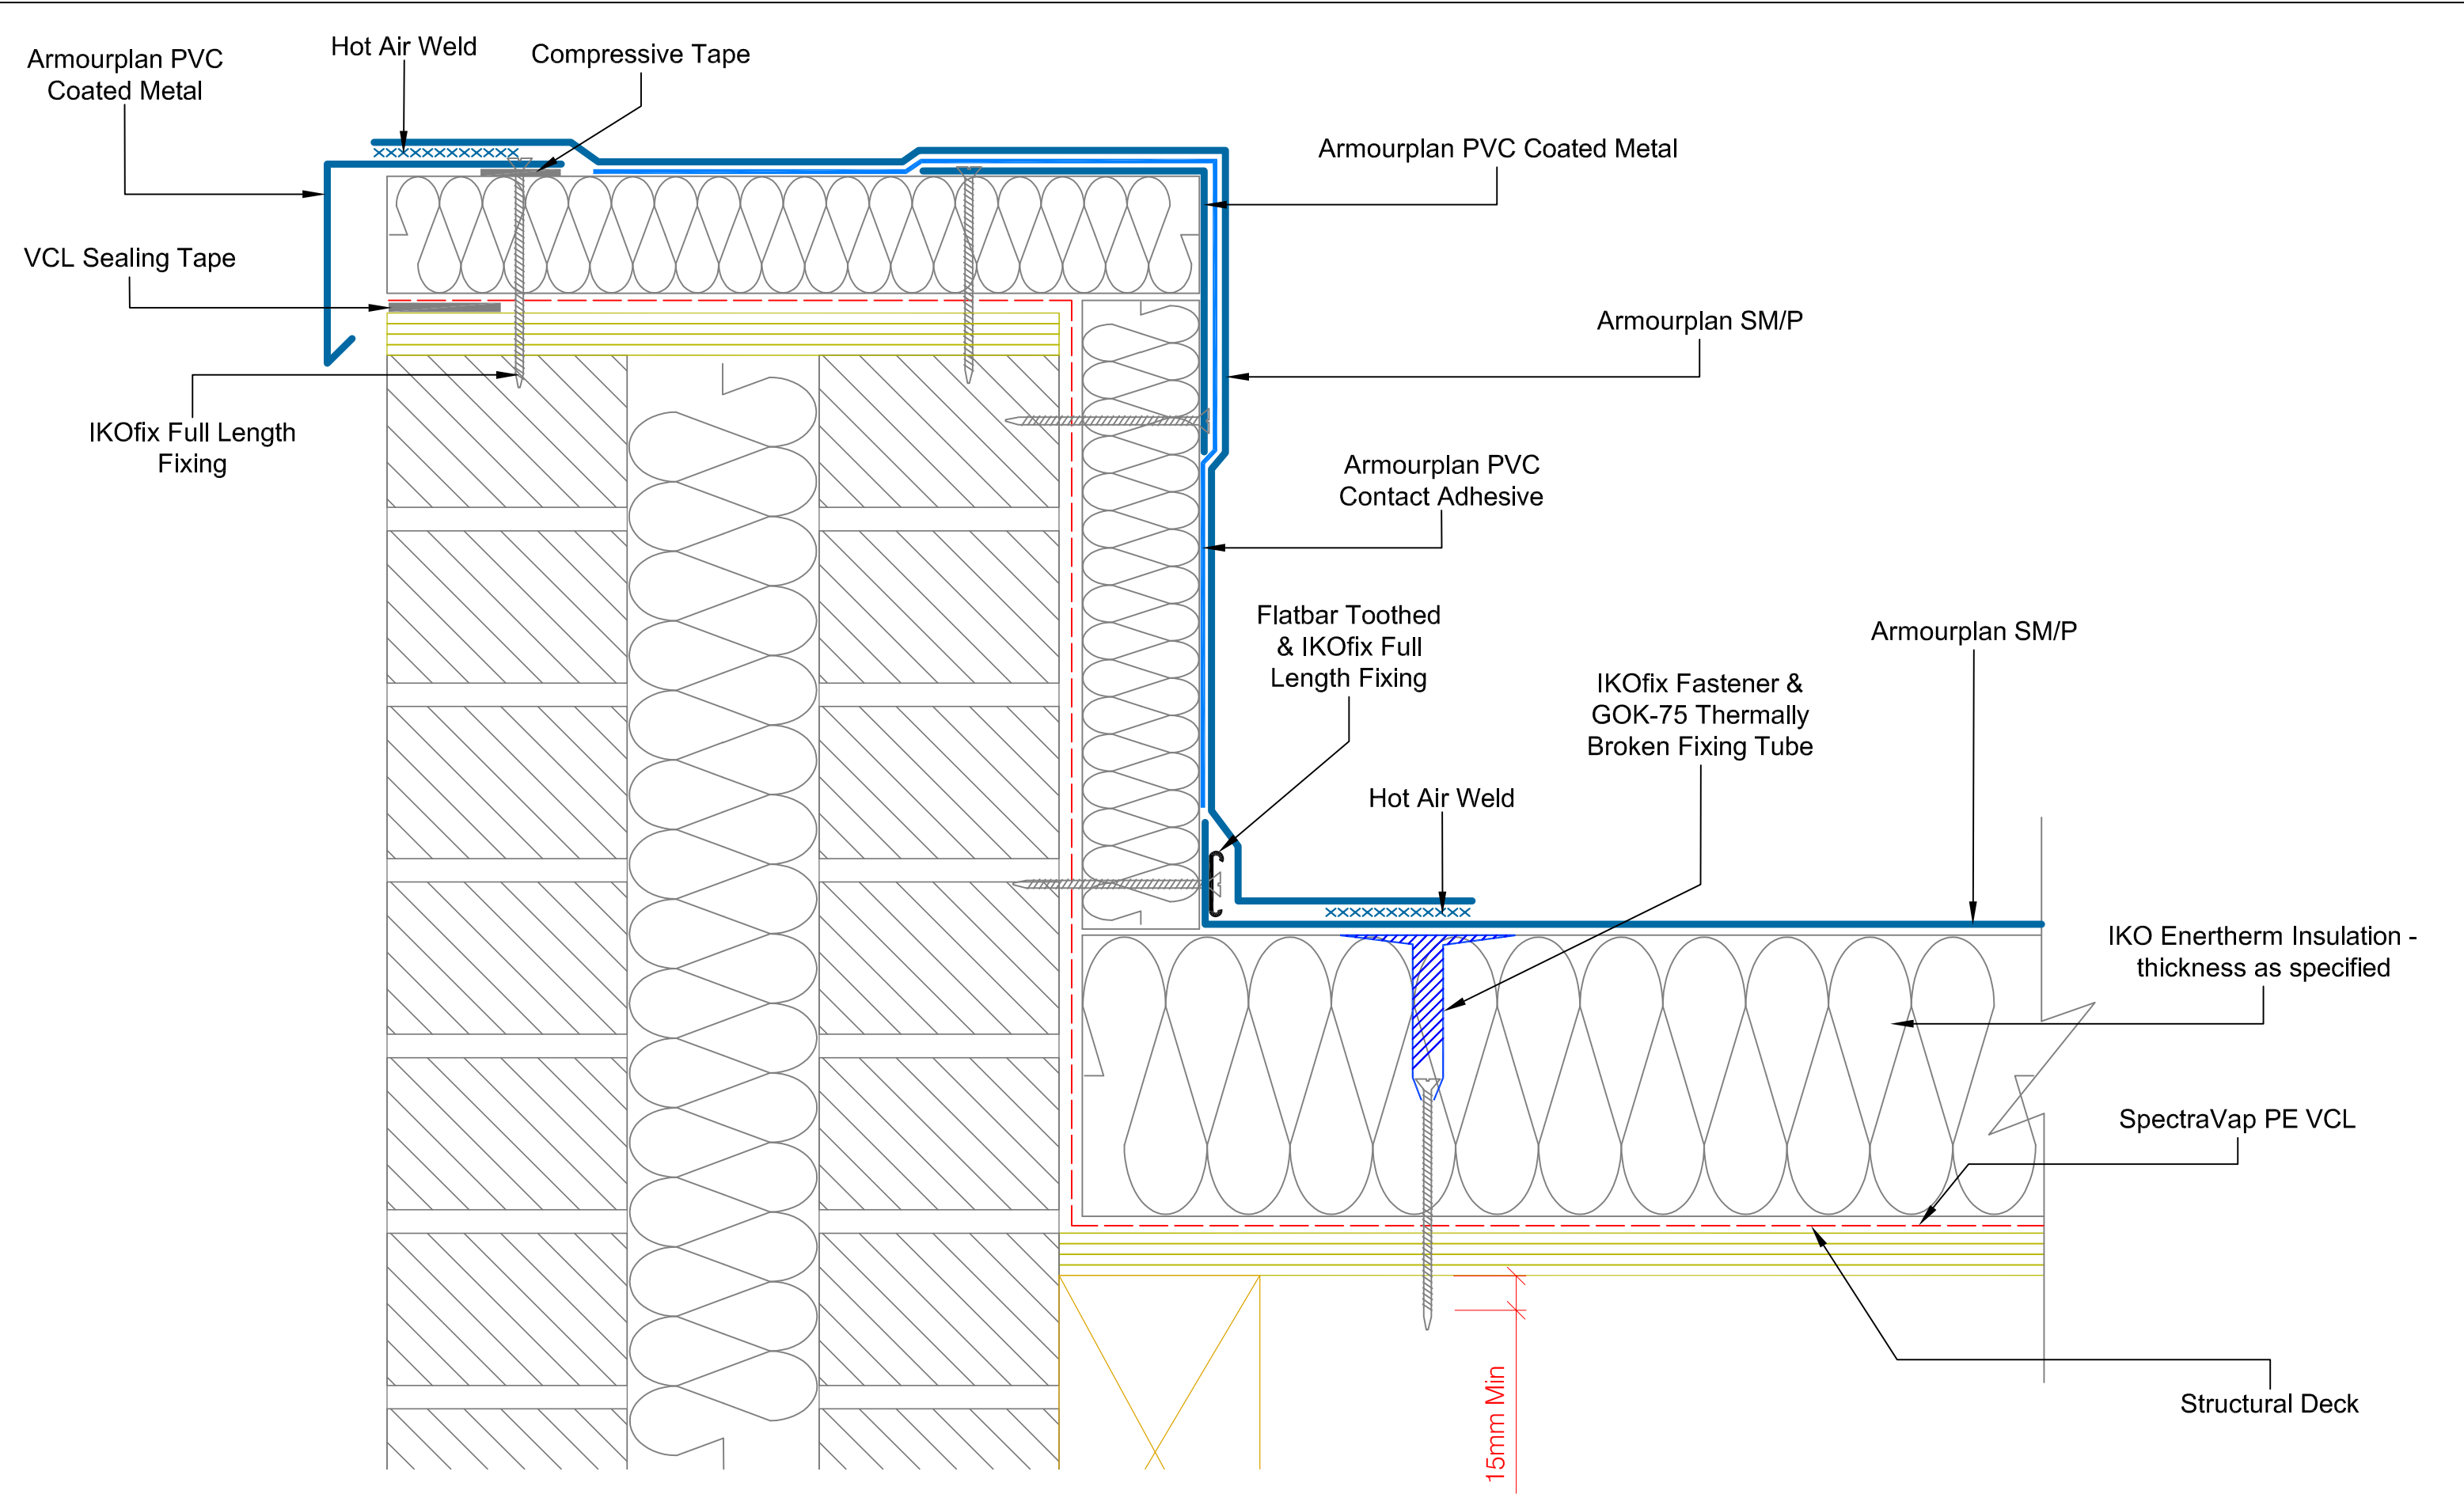 Armourplan PVC
Coated Metal
Hot Air Weld
Compressive Tape
Armourplan PVC Coated Metal
VCL Sealing Tape
Armourplan SM/P
IKOfix Full Length
Fixing
Armourplan PVC
Contact Adhesive
Flatbar Toothed
& IKOfix Full
Length Fixing
Armourplan SM/P
IKOfix Fastener &
GOK-75 Thermally
Broken Fixing Tube
Hot Air Weld
IKO Enertherm Insulation -
thickness as specified
SpectraVap PE VCL
Structural Deck
15mm Min